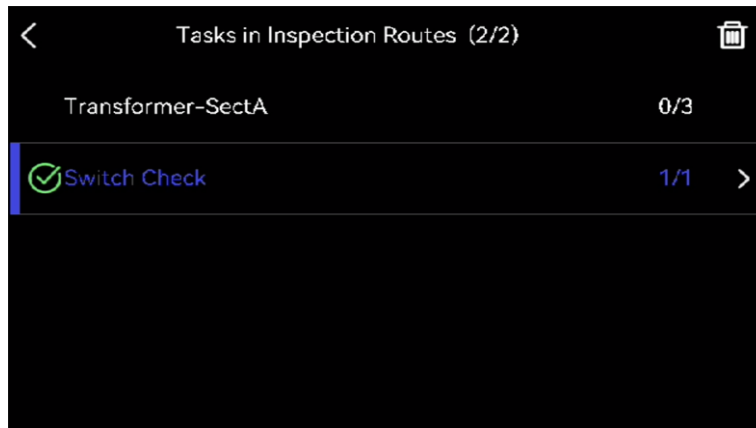 Tasks in Inspection Routes (2/2)
Transformer-SectA 0/3
Switch Check 1/1